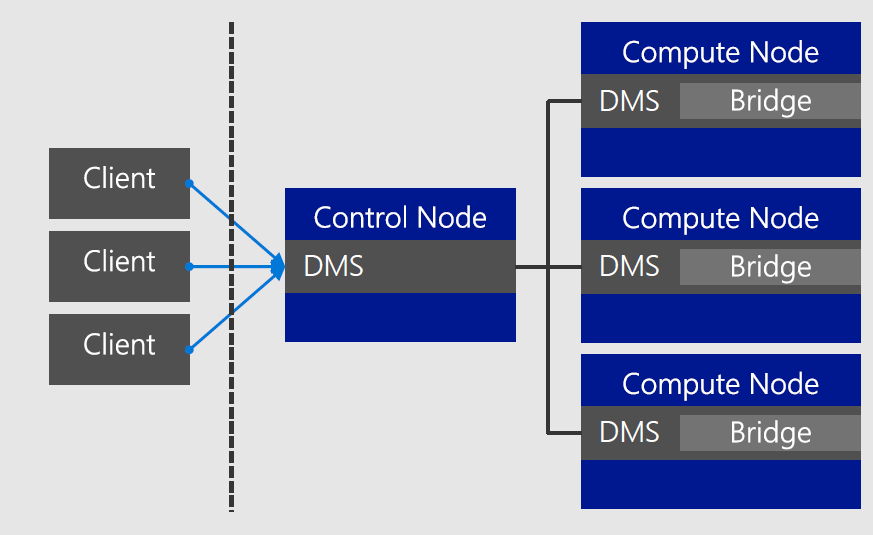 Client
Client
Client
Control Node
DMS
Compute Node
DMS Bridge
Compute Node
DMS Bridge
Compute Node
DMS Bridge